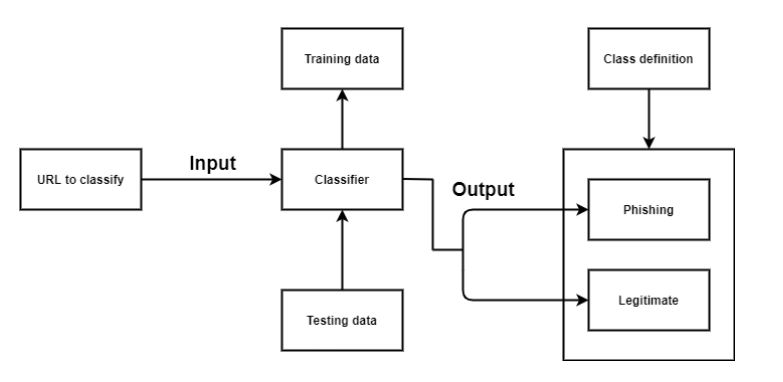 Training data
Class definition
URL to classify
Input
Classifier
Output
Phishing
Legitimate
Testing data